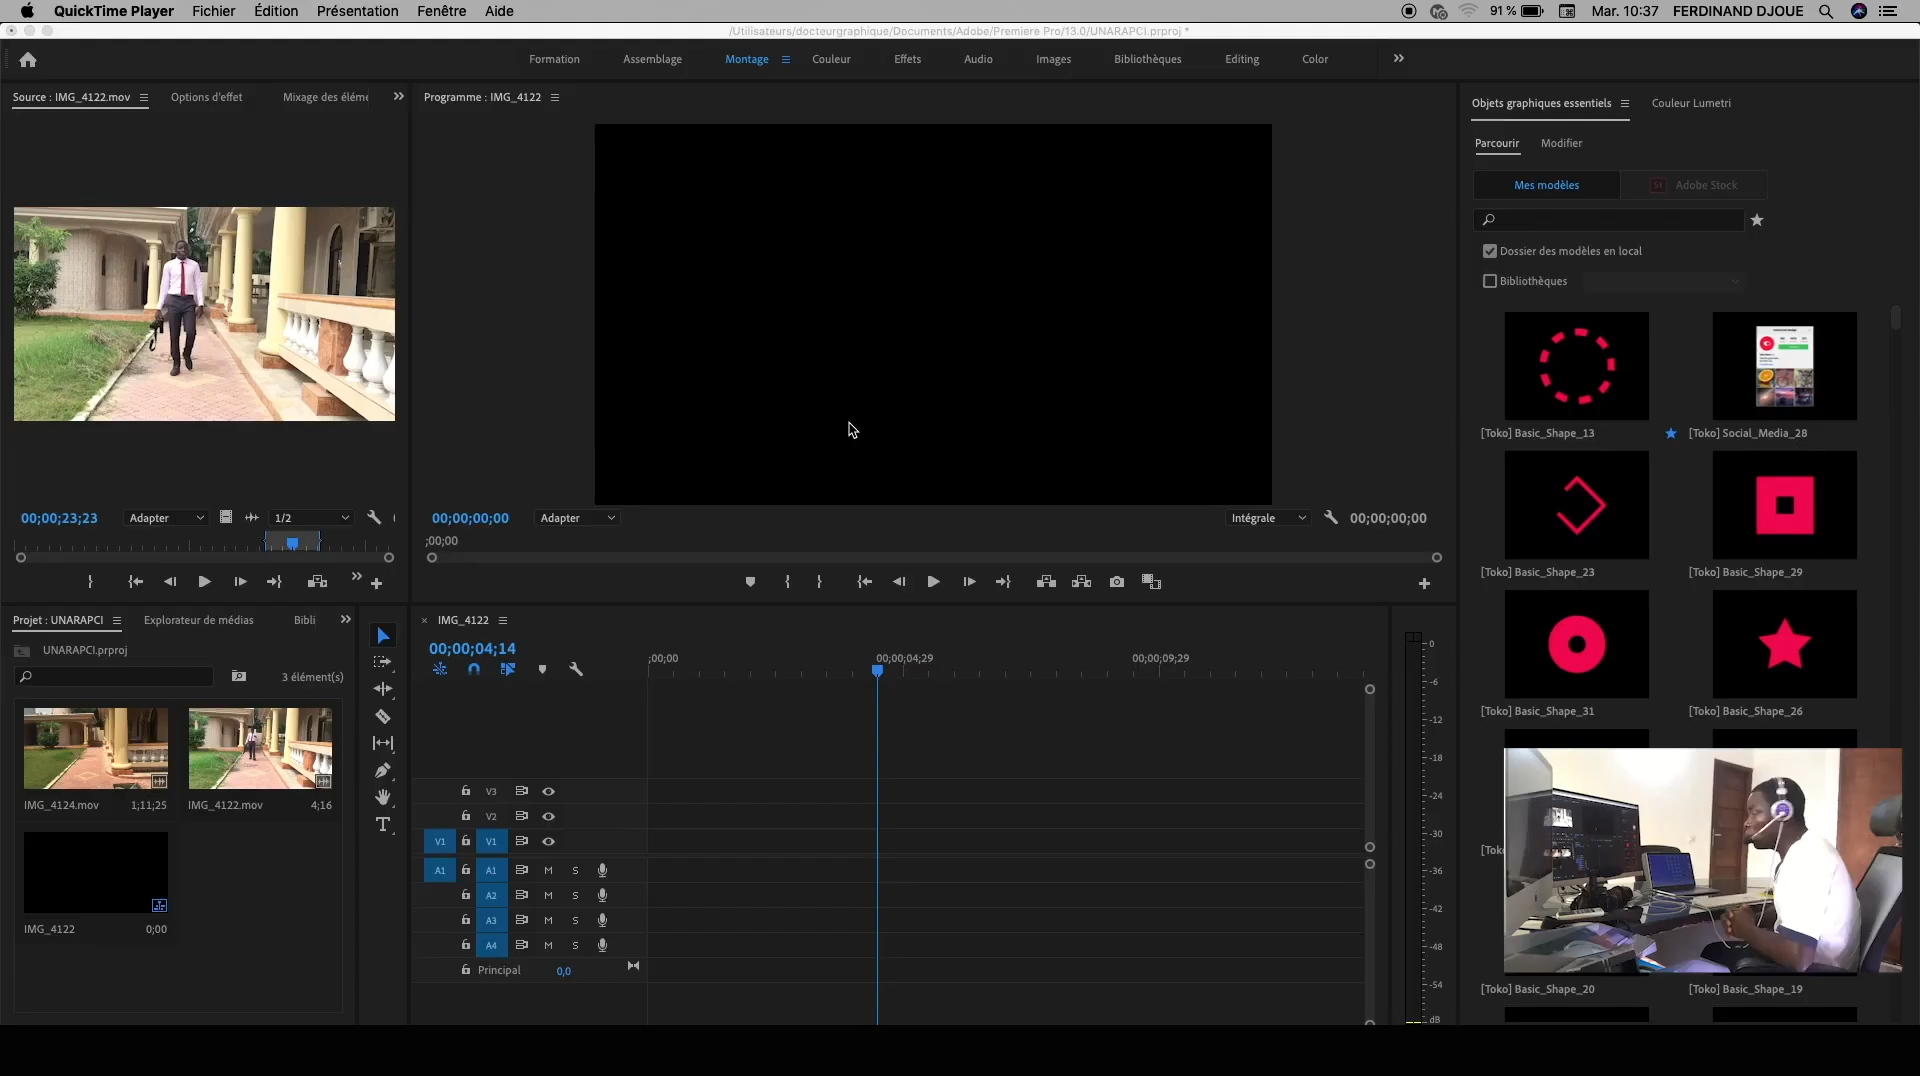 QuickTime Player Fichier Édition Présentation Fenêtre Aide
91 % Mar. 10:37 FERDINAND DJOUE
/Utilisateurs/docteurgraphique/Documents/Adobe/Premiere Pro/13.0/UNARAPCI.prproj *
Formation Assemblage Montage Couleur Effets Audio Images Bibliothèques Editing Color
Source : IMG_4122.mov Options d'effet Mixage des éléme
Programme : IMG_4122
Objets graphiques essentiels Couleur Lumetri
Parcourir Modifier
Mes modèles St Adobe Stock
Dossier des modèles en local
Bibliothèques
[Toko] Basic_Shape_13 [Toko] Social_Media_28
[Toko] Basic_Shape_23 [Toko] Basic_Shape_29
[Toko] Basic_Shape_31 [Toko] Basic_Shape_26
[Tok
[Toko] Basic_Shape_20 [Toko] Basic_Shape_19
00;00;23;23 Adapter 1/2
00;00;00;00 Adapter Intégrale 00;00;00;00
;00;00
Projet : UNARAPCI Explorateur de médias Bibli
UNARAPCI.prproj
3 élément(s)
IMG_4124.mov 1;11;25
IMG_4122.mov 4;16
IMG_4122 0;00
× IMG_4122
00;00;04;14
;00;00 00;00;04;29 00;00;09;29
V3
V2
V1 V1
A1 A1 M S
A2 M S
A3 M S
A4 M S
Principal 0,0
0
-6
-12
-18
-24
-30
-36
-42
-48
-54
dB